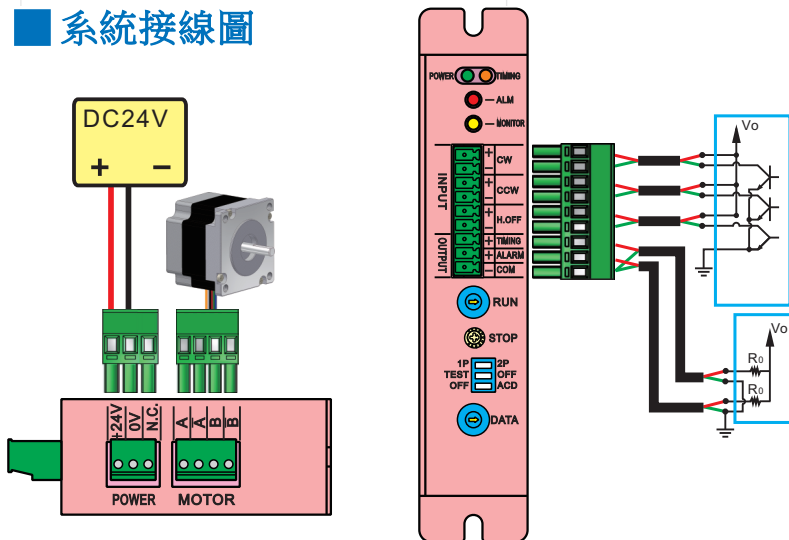 系統接線圖
DC24V
+ −
+24V
0V
N.C.
A
A̅
B
B̅
POWER
MOTOR
POWER TIMING
ALM
MONITOR
INPUT
+ CW
−
+ CCW
−
+ H.OFF
−
OUTPUT
+ TIMING
+ ALARM
− COM
RUN
STOP
1P 2P
TEST OFF
OFF ACD
DATA
Vo
Vo
R0
R0